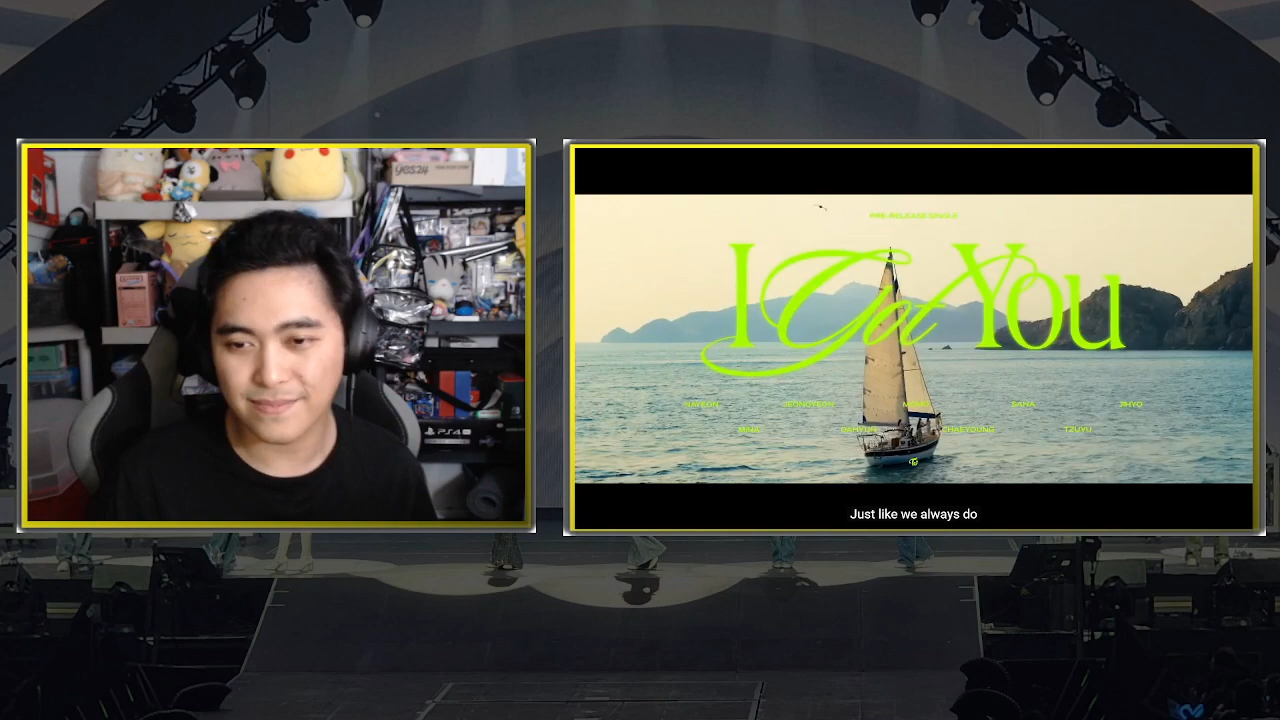 yes24
PS4
#PRE-RELEASE SINGLE
I Got You
NAYEON JEONGYEON MOMO SANA JIHYO
MINA DAHYUN CHAEYOUNG TZUYU
Just like we always do